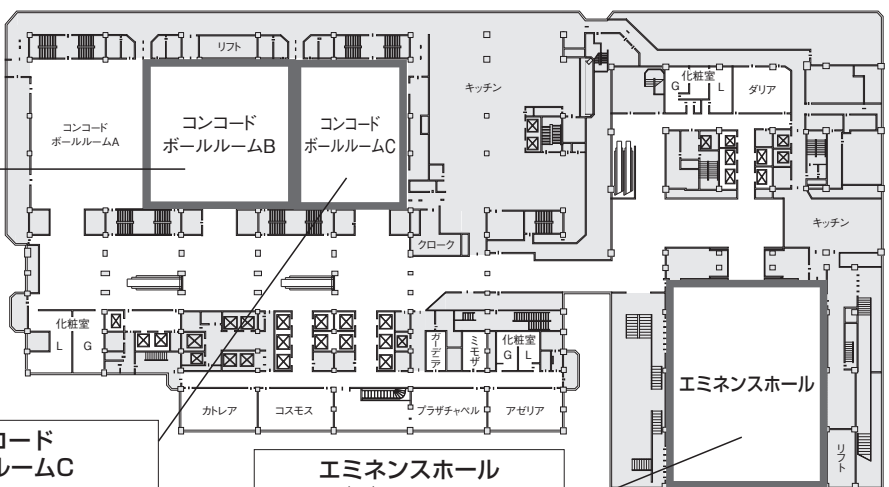 リフト
キッチン
化粧室
G L
ダリア
コンコード
ボールルームA
コンコード
ボールルームB
コンコード
ボールルームC
キッチン
クローク
化粧室
L G
ガーデニア
ミモザ
化粧室
G L
エミネンスホール
カトレア
コスモス
プラザチャペル
アゼリア
リフト
コード
ルームC
エミネンスホール